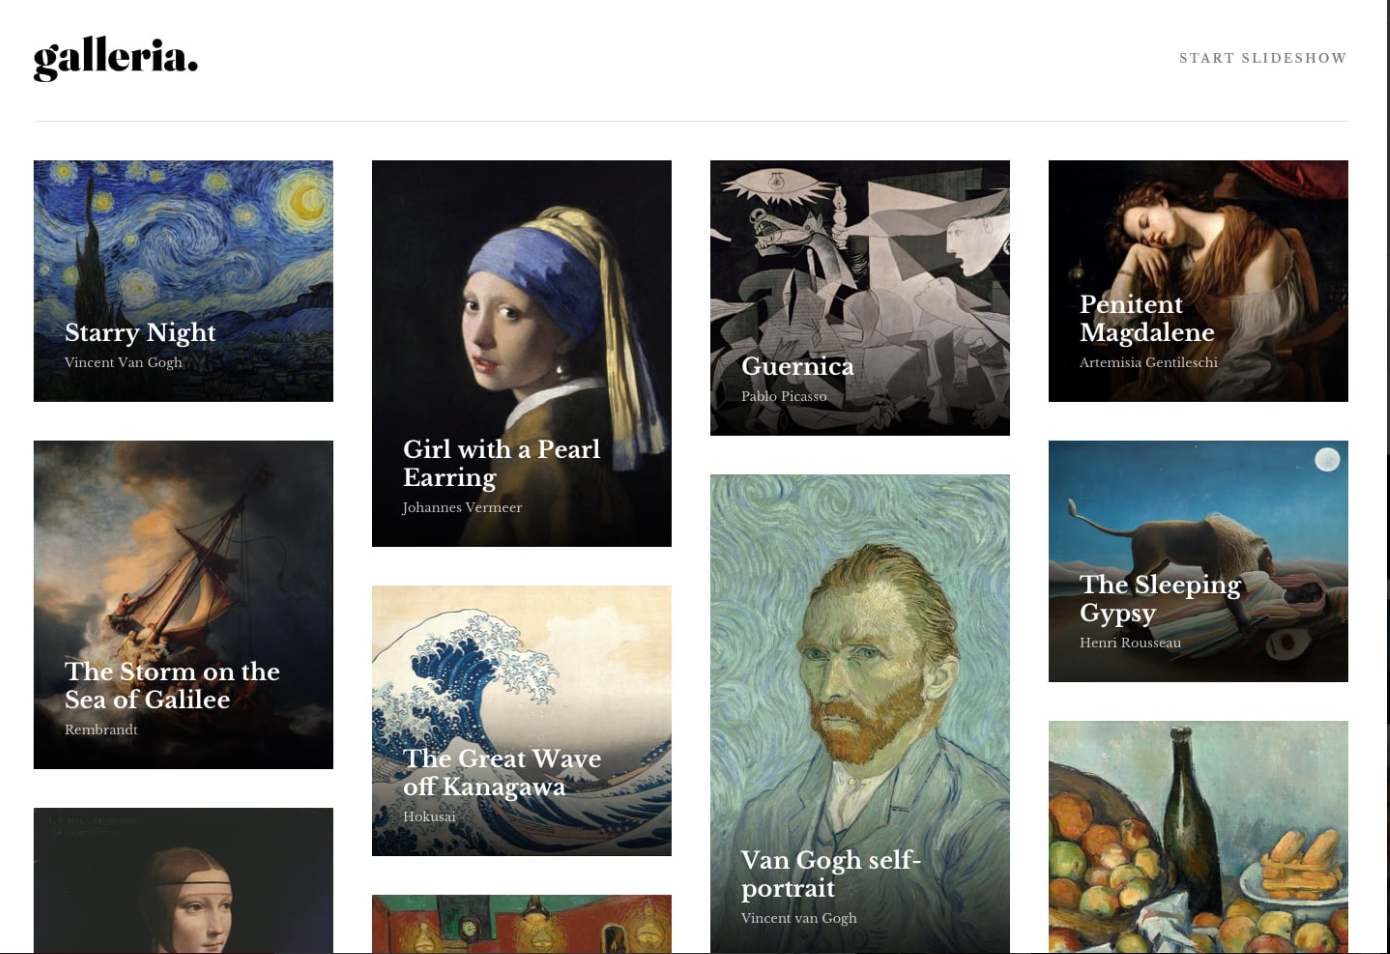 galleria.
START SLIDESHOW
Starry Night
Vincent Van Gogh
Girl with a Pearl
Earring
Johannes Vermeer
Guernica
Pablo Picasso
Penitent
Magdalene
Artemisia Gentileschi
The Storm on the
Sea of Galilee
Rembrandt
The Great Wave
off Kanagawa
Hokusai
Van Gogh self-
portrait
Vincent van Gogh
The Sleeping
Gypsy
Henri Rousseau